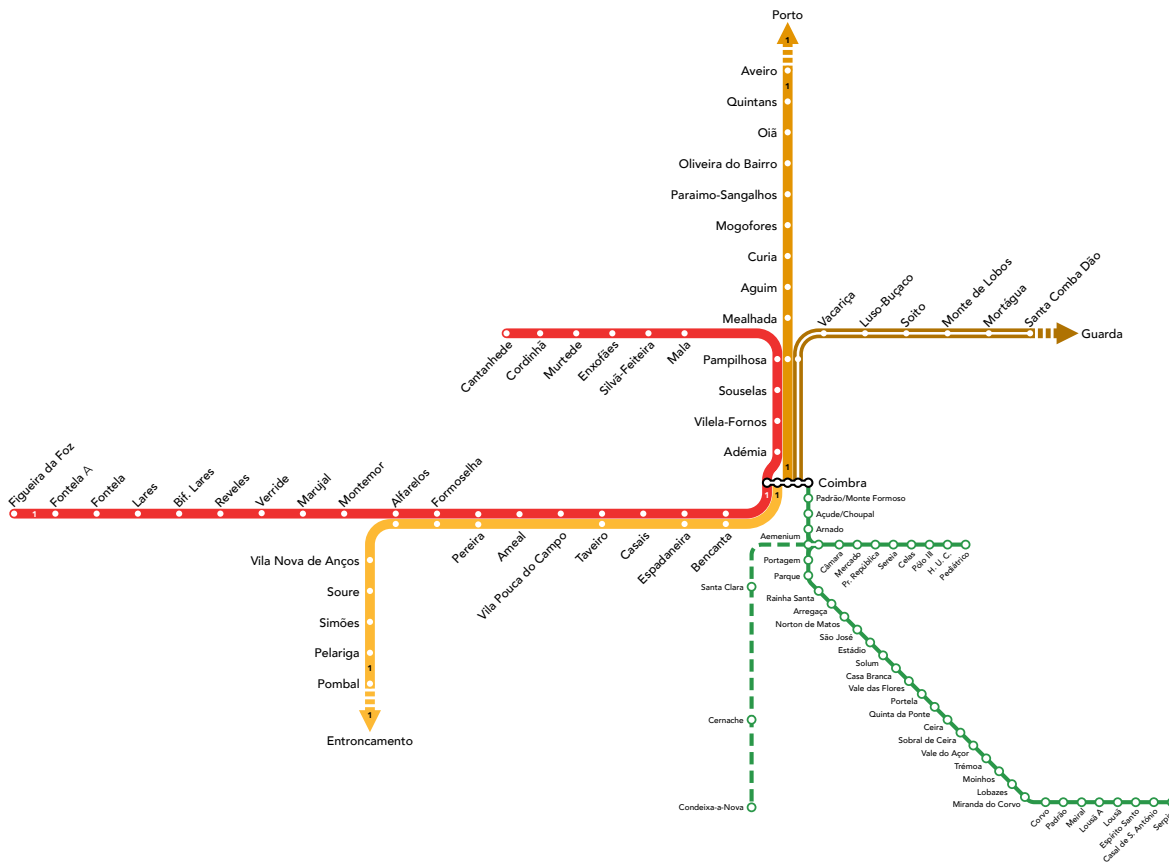 Porto
1
Aveiro
1
Quintans
Oiã
Oliveira do Bairro
Paraimo-Sangalhos
Mogofores
Curia
Aguim
Mealhada
Vacariça
Luso-Buçaco
Soito
Monte de Lobos
Mortágua
Santa Comba Dão
Guarda
Cantanhede
Cordinhã
Murtede
Enxofães
Silvã-Feiteira
Mala
Pampilhosa
Souselas
Vilela-Fornos
Adémia
1
Coimbra
1
1
Figueira da Foz
1
Fontela A
Fontela
Lares
Bif. Lares
Reveles
Verride
Marujal
Montemor
Alfarelos
Formoselha
Pereira
Ameal
Vila Pouca do Campo
Taveiro
Casais
Espadaneira
Bencanta
Vila Nova de Anços
Soure
Simões
Pelariga
1
Pombal
1
Entroncamento
Padrão/Monte Formoso
Açude/Choupal
Arnado
Aemenium
Câmara
Mercado
Pr. República
Sereia
Celas
Pólo III
H. U. C.
Pediátrico
Portagem
Parque
Santa Clara
Cernache
Condeixa-a-Nova
Rainha Santa
Arregaça
Norton de Matos
São José
Estádio
Solum
Casa Branca
Vale das Flores
Portela
Quinta da Ponte
Ceira
Sobral de Ceira
Vale do Açor
Trémoa
Moinhos
Lobazes
Miranda do Corvo
Corvo
Padrão
Meiral
Lousã A
Lousã
Espírito Santo
Casal de S. António